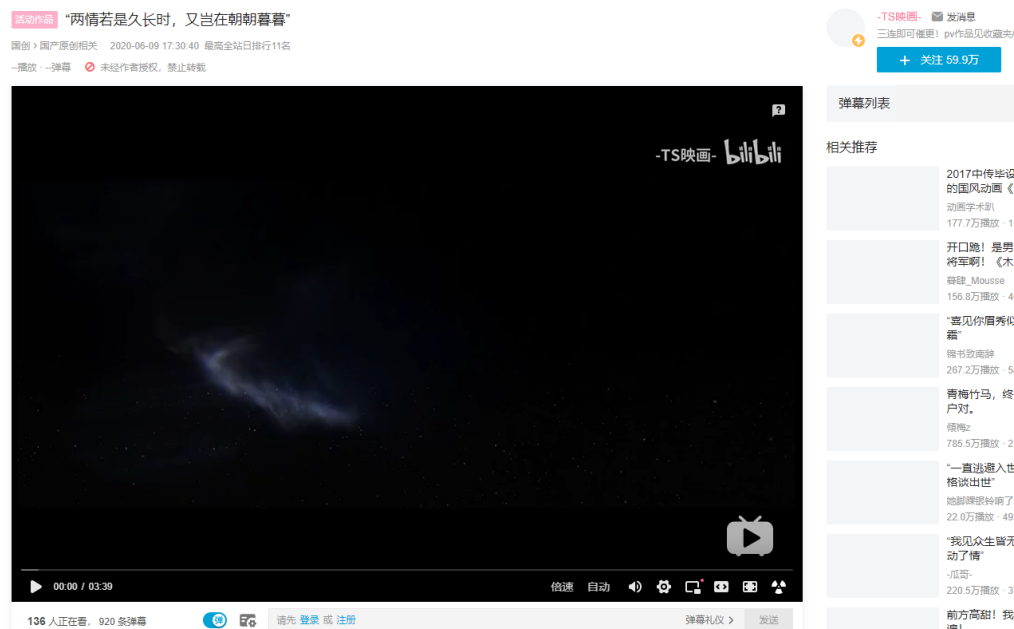 活动作品 “两情若是久长时，又岂在朝朝暮暮”
国创 > 国产原创相关 2020-06-09 17:30:40 最高全站日排行11名
--播放 · --弹幕 未经作者授权，禁止转载
-TS映画- 发消息
三连即可催更！pv作品见收藏夹/
+ 关注 59.9万
-TS映画- bilibili
00:00 / 03:39 倍速 自动
136 人正在看， 920 条弹幕 弹 请先 登录 或 注册 弹幕礼仪 > 发送
弹幕列表
相关推荐
2017中传毕设
的国风动画《
动画学术趴
177.7万播放 · 1
开口跪！是男
将军啊！《木
暮肆_Mousse
156.8万播放 · 4
“喜见你眉秀似
霜”
锦书致南辞
267.2万播放 · 5
青梅竹马，终
户对。
倾梅z
785.5万播放 · 2
“一直逃避入世
格谈出世”
她脚踝银铃响了
22.0万播放 · 49
“我见众生皆无
动了情”
-瓜哥-
220.5万播放 · 3
前方高甜！我